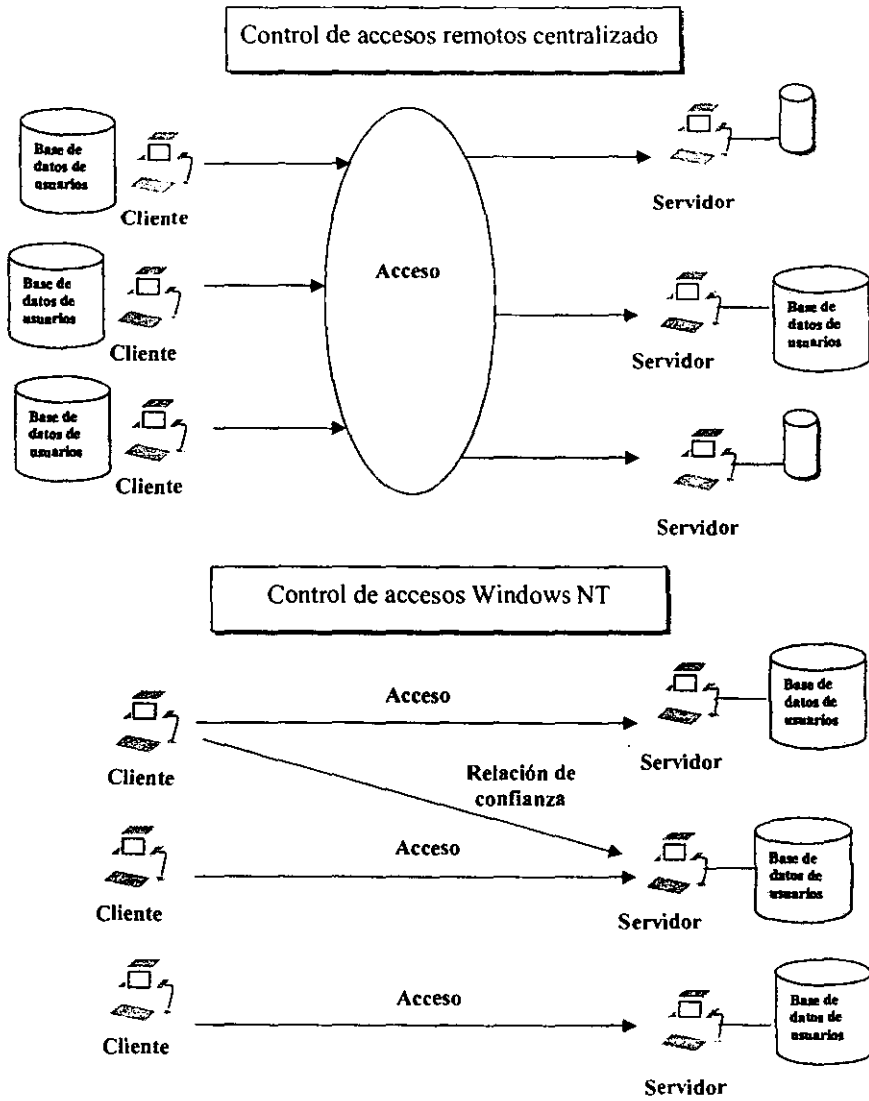 Control de accesos remotos centralizado
Base de
datos de
usuarios
Cliente
Servidor
Base de
datos de
usuarios
Cliente
Acceso
Servidor
Base de
datos de
usuarios
Base de
datos de
usuarios
Cliente
Servidor
Control de accesos Windows NT
Cliente
Acceso
Servidor
Base de
datos de
usuarios
Relación de
confianza
Cliente
Acceso
Servidor
Base de
datos de
usuarios
Cliente
Acceso
Servidor
Base de
datos de
usuarios